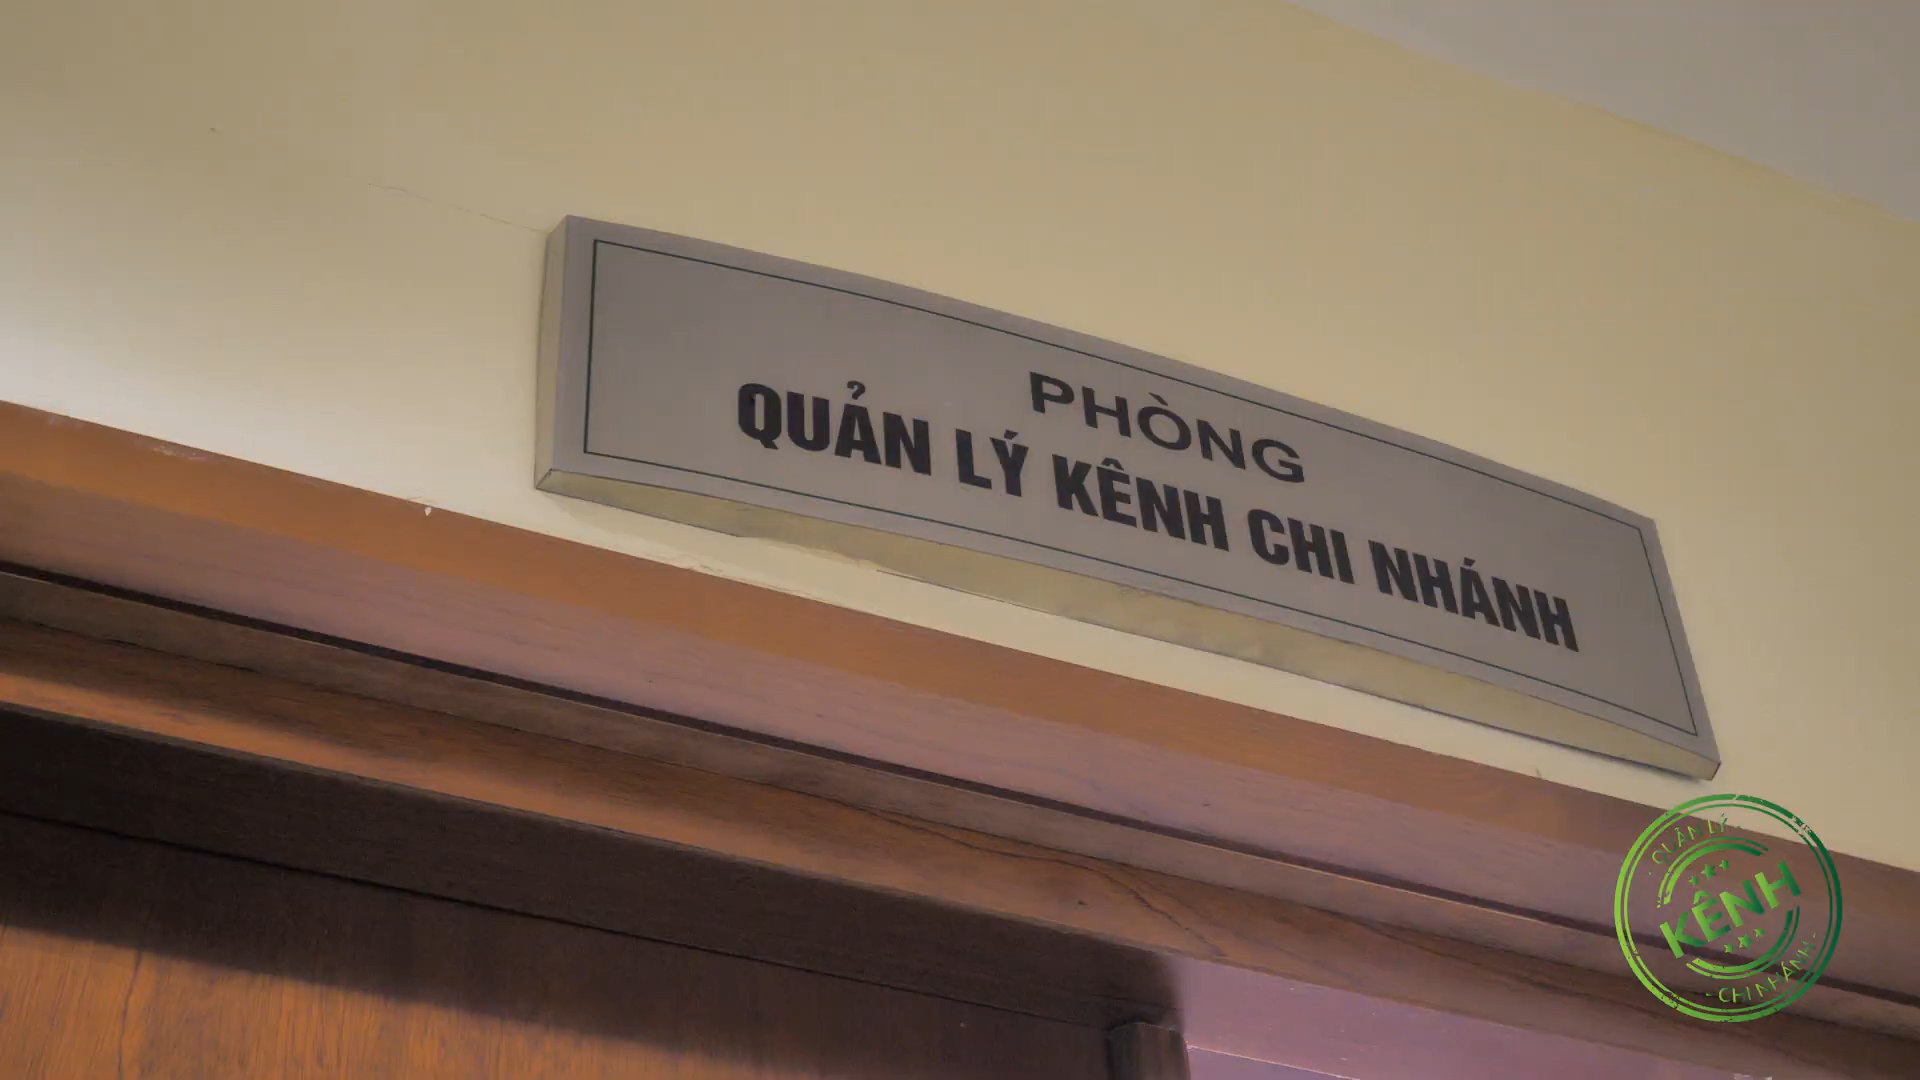 PHÒNG
QUẢN LÝ KÊNH CHI NHÁNH
QUẢN LÝ
KÊNH
- CHI NHÁNH -